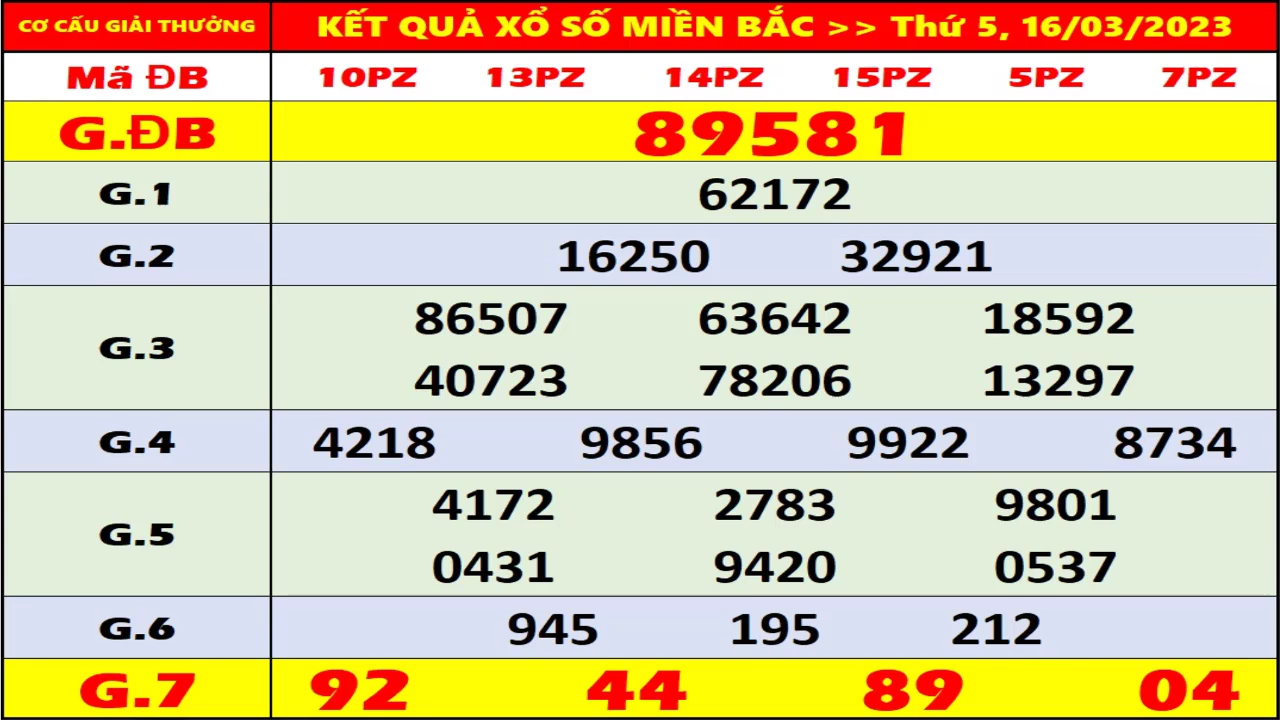 CƠ CẤU GIẢI THƯỞNG KẾT QUẢ XỔ SỐ MIỀN BẮC >> Thứ 5, 16/03/2023
Mã ĐB 10PZ 13PZ 14PZ 15PZ 5PZ 7PZ
G.ĐB 89581
G.1 62172
G.2 16250 32921
G.3 86507 63642 18592
40723 78206 13297
G.4 4218 9856 9922 8734
G.5 4172 2783 9801
0431 9420 0537
G.6 945 195 212
G.7 92 44 89 04